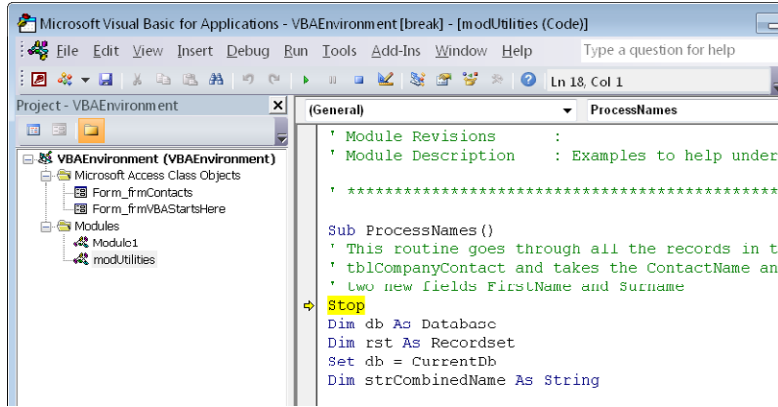 Microsoft Visual Basic for Applications - VBAEnvironment [break] - [modUtilities (Code)]
File Edit View Insert Debug Run Tools Add-Ins Window Help Type a question for help
Ln 18, Col 1
Project - VBAEnvironment
(General) ProcessNames
VBAEnvironment (VBAEnvironment)
Microsoft Access Class Objects
Form_frmContacts
Form_frmVBAStartsHere
Modules
Module1
modUtilities
' Module Revisions :
' Module Description : Examples to help under
' ************************************************
Sub ProcessNames()
' This routine goes through all the records in t
' tblCompanyContact and takes the ContactName an
' two new fields FirstName and Surname
Stop
Dim db As Database
Dim rst As Recordset
Set db = CurrentDb
Dim strCombinedName As String